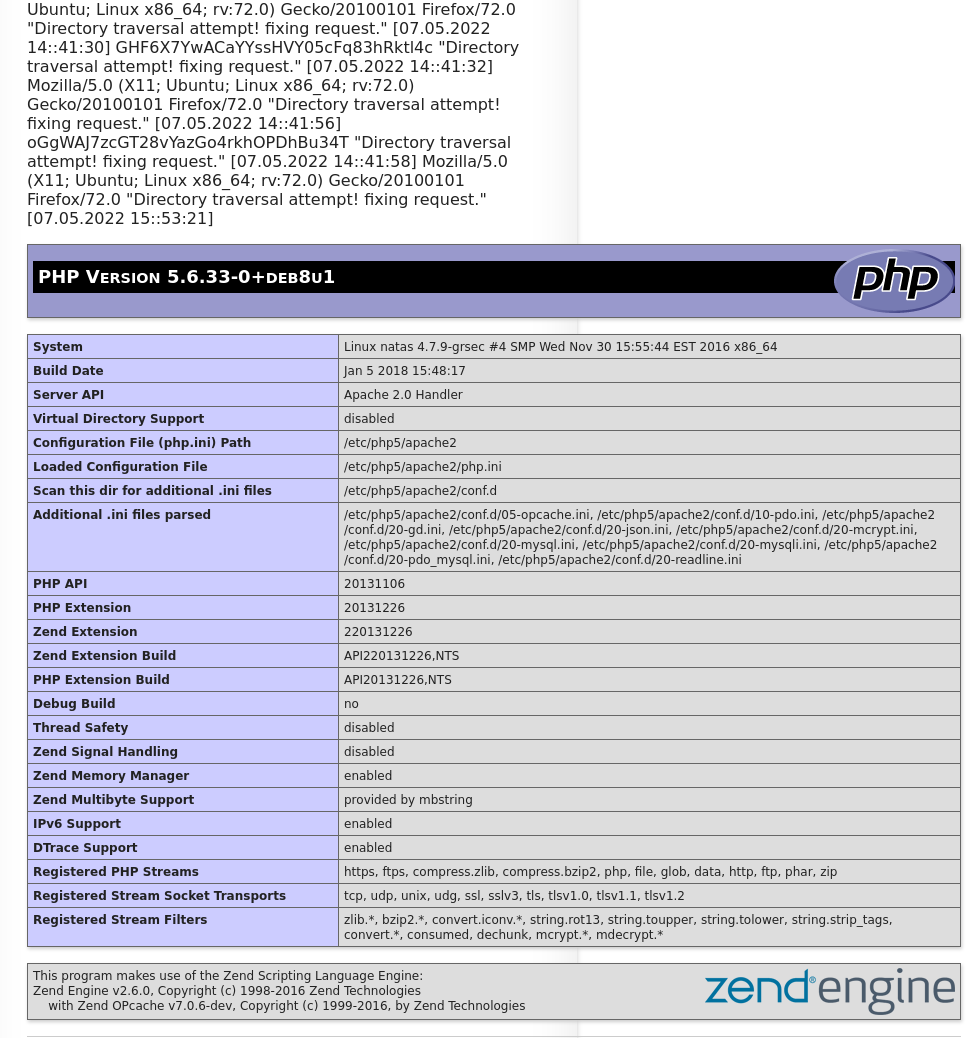 Ubuntu; Linux x86_64; rv:72.0) Gecko/20100101 Firefox/72.0
"Directory traversal attempt! fixing request." [07.05.2022
14::41:30] GHF6X7YwACaYYssHVY05cFq83hRktl4c "Directory
traversal attempt! fixing request." [07.05.2022 14::41:32]
Mozilla/5.0 (X11; Ubuntu; Linux x86_64; rv:72.0)
Gecko/20100101 Firefox/72.0 "Directory traversal attempt!
fixing request." [07.05.2022 14::41:56]
oGgWAJ7zcGT28vYazGo4rkhOPDhBu34T "Directory traversal
attempt! fixing request." [07.05.2022 14::41:58] Mozilla/5.0
(X11; Ubuntu; Linux x86_64; rv:72.0) Gecko/20100101
Firefox/72.0 "Directory traversal attempt! fixing request."
[07.05.2022 15::53:21]
PHP Version 5.6.33-0+deb8u1
php
System Linux natas 4.7.9-grsec #4 SMP Wed Nov 30 15:55:44 EST 2016 x86_64
Build Date Jan 5 2018 15:48:17
Server API Apache 2.0 Handler
Virtual Directory Support disabled
Configuration File (php.ini) Path /etc/php5/apache2
Loaded Configuration File /etc/php5/apache2/php.ini
Scan this dir for additional .ini files /etc/php5/apache2/conf.d
Additional .ini files parsed /etc/php5/apache2/conf.d/05-opcache.ini, /etc/php5/apache2/conf.d/10-pdo.ini, /etc/php5/apache2
/conf.d/20-gd.ini, /etc/php5/apache2/conf.d/20-json.ini, /etc/php5/apache2/conf.d/20-mcrypt.ini,
/etc/php5/apache2/conf.d/20-mysql.ini, /etc/php5/apache2/conf.d/20-mysqli.ini, /etc/php5/apache2
/conf.d/20-pdo_mysql.ini, /etc/php5/apache2/conf.d/20-readline.ini
PHP API 20131106
PHP Extension 20131226
Zend Extension 220131226
Zend Extension Build API220131226,NTS
PHP Extension Build API20131226,NTS
Debug Build no
Thread Safety disabled
Zend Signal Handling disabled
Zend Memory Manager enabled
Zend Multibyte Support provided by mbstring
IPv6 Support enabled
DTrace Support enabled
Registered PHP Streams https, ftps, compress.zlib, compress.bzip2, php, file, glob, data, http, ftp, phar, zip
Registered Stream Socket Transports tcp, udp, unix, udg, ssl, sslv3, tls, tlsv1.0, tlsv1.1, tlsv1.2
Registered Stream Filters zlib.*, bzip2.*, convert.iconv.*, string.rot13, string.toupper, string.tolower, string.strip_tags,
convert.*, consumed, dechunk, mcrypt.*, mdecrypt.*
This program makes use of the Zend Scripting Language Engine:
Zend Engine v2.6.0, Copyright (c) 1998-2016 Zend Technologies
with Zend OPcache v7.0.6-dev, Copyright (c) 1999-2016, by Zend Technologies
zend®engine